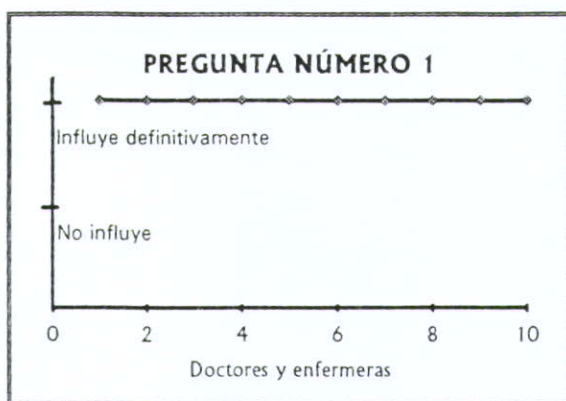 PREGUNTA NÚMERO 1
Influye definitivamente
No influye
0 2 4 6 8 10
Doctores y enfermeras